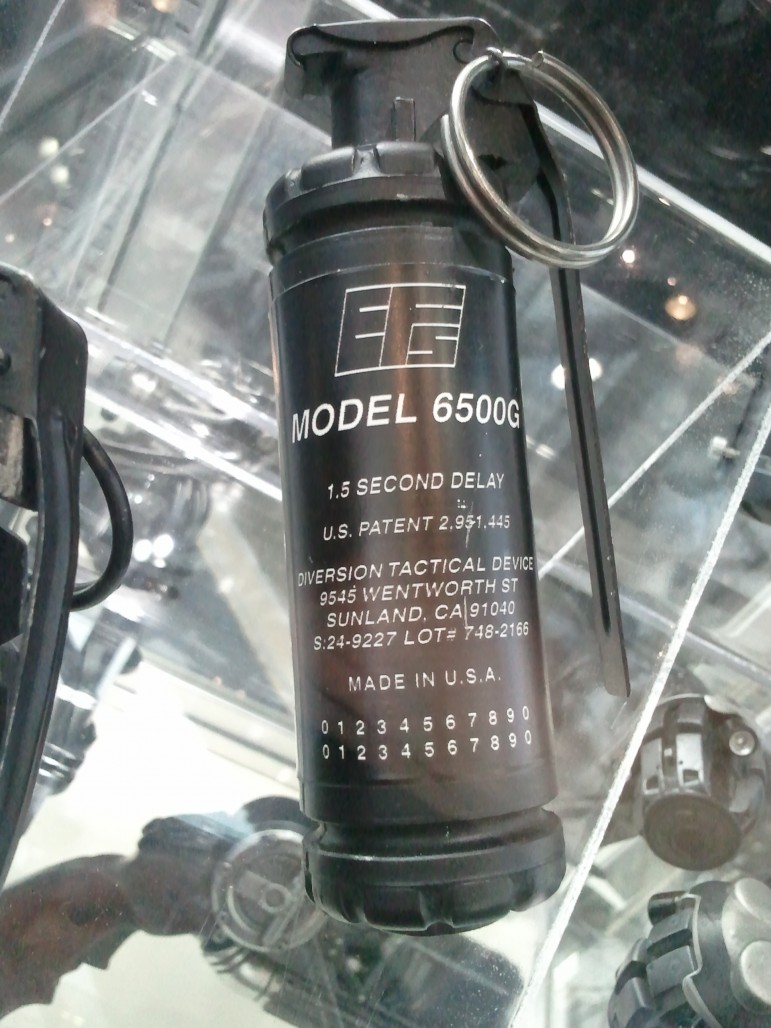 EG
MODEL 6500G
1.5 SECOND DELAY
U.S. PATENT 2,951,445
DIVERSION TACTICAL DEVICE
9545 WENTWORTH ST
SUNLAND, CA 91040
S:24-9227 LOT= 748-2166
MADE IN U.S.A.
0 1 2 3 4 5 6 7 8 9 0
0 1 2 3 4 5 6 7 8 9 0